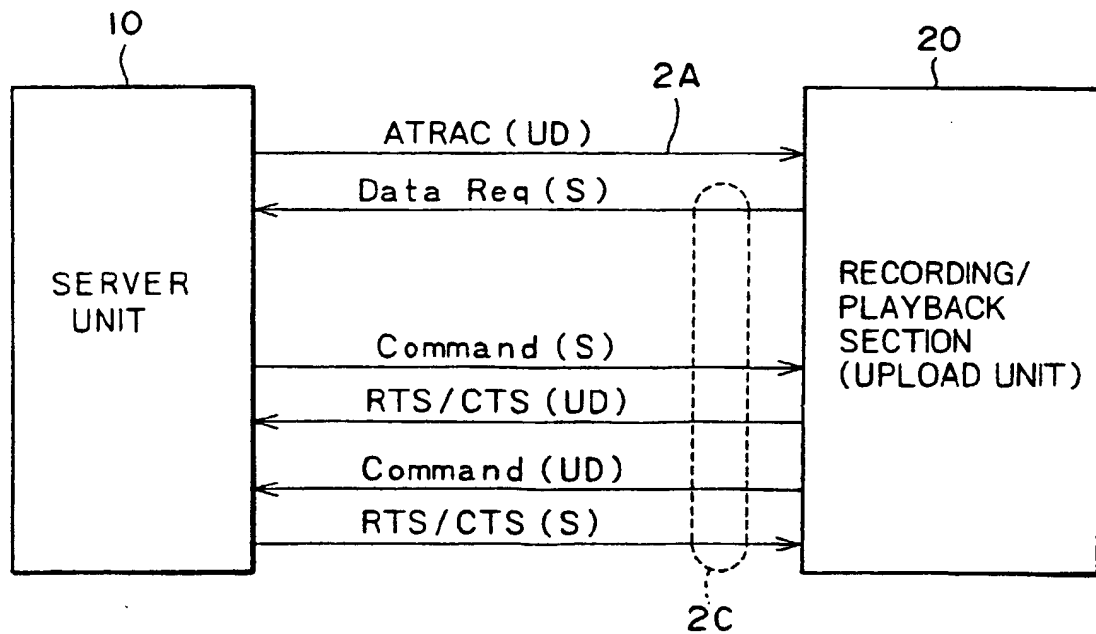 10
20
2A
ATRAC (UD)
Data Req (S)
SERVER
UNIT
RECORDING/
PLAYBACK
SECTION
(UPLOAD UNIT)
Command (S)
RTS/CTS (UD)
Command (UD)
RTS/CTS (S)
2C